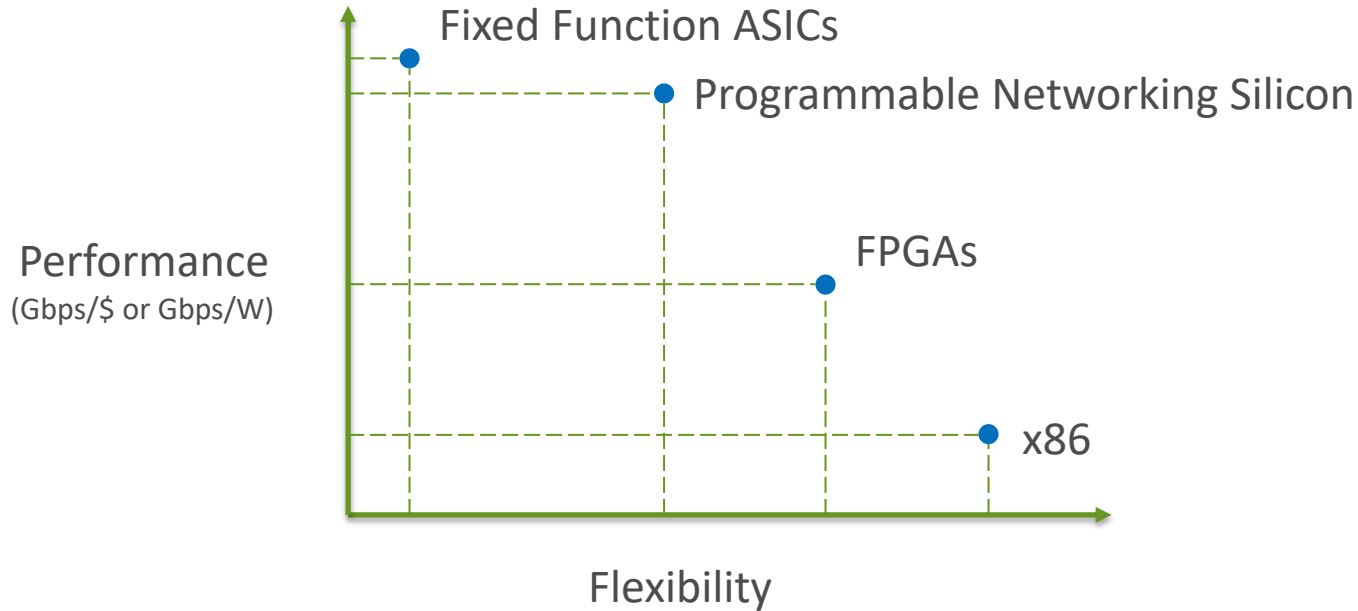 Fixed Function ASICs
Programmable Networking Silicon
FPGAs
Performance
(Gbps/$ or Gbps/W)
x86
Flexibility